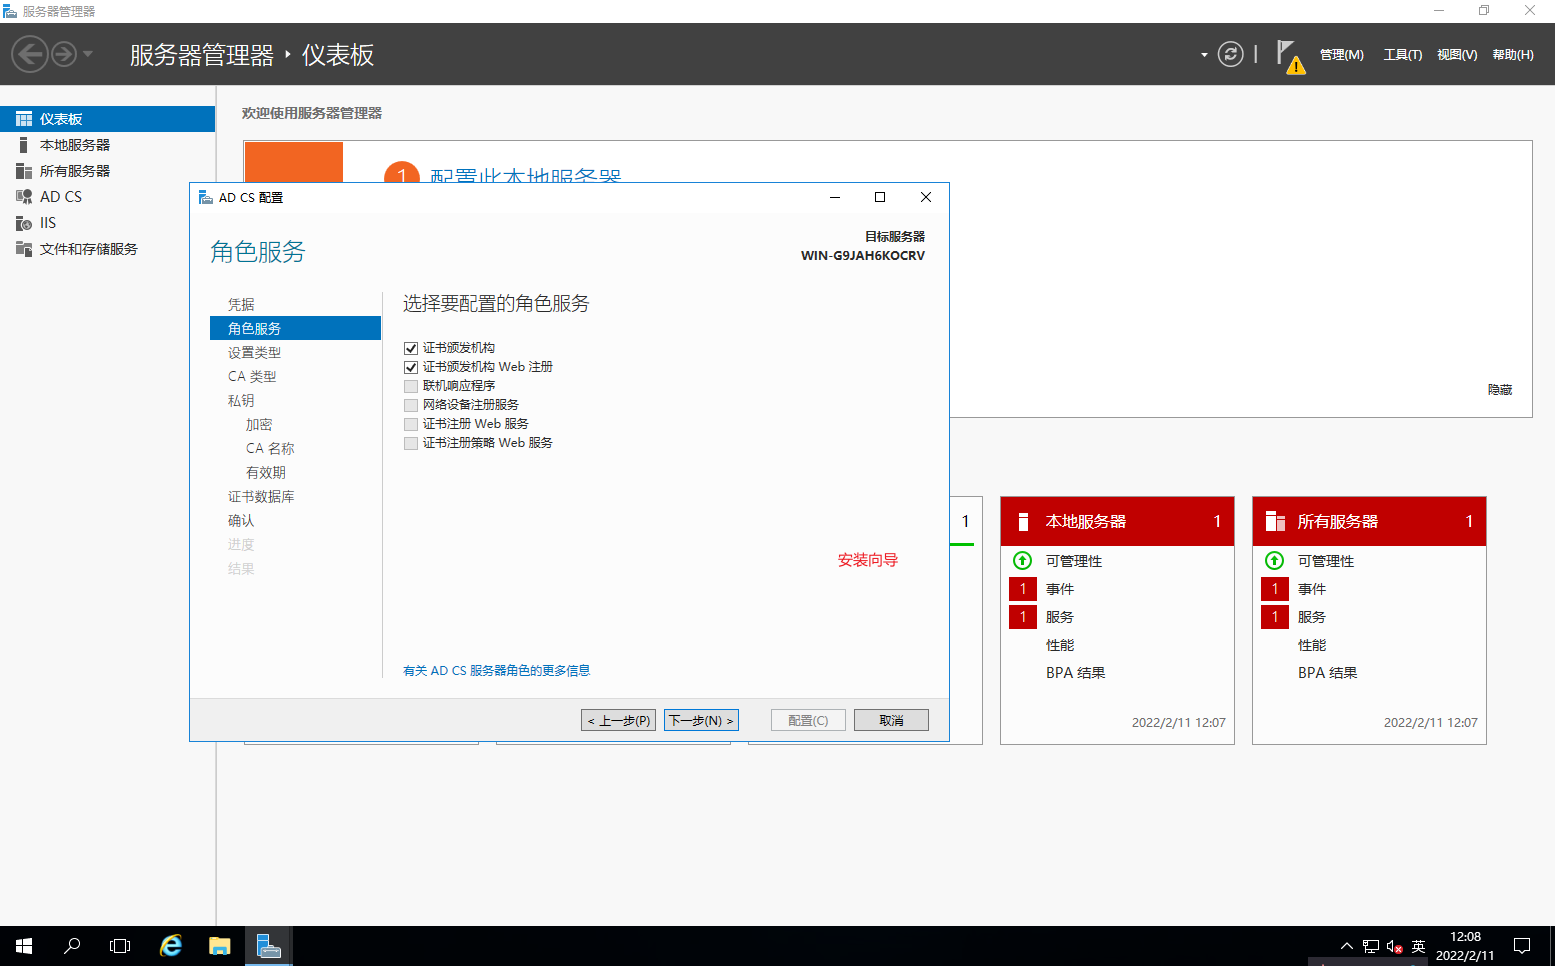 服务器管理器
服务器管理器 · 仪表板
管理(M) 工具(T) 视图(V) 帮助(H)
仪表板
本地服务器
所有服务器
AD CS
IIS
文件和存储服务
欢迎使用服务器管理器
1 配置此本地服务器
隐藏
AD CS 配置
角色服务
目标服务器
WIN-G9JAH6KOCRV
凭据
角色服务
设置类型
CA 类型
私钥
加密
CA 名称
有效期
证书数据库
确认
进度
结果
选择要配置的角色服务
证书颁发机构
证书颁发机构 Web 注册
联机响应程序
网络设备注册服务
证书注册 Web 服务
证书注册策略 Web 服务
安装向导
有关 AD CS 服务器角色的更多信息
< 上一步(P) 下一步(N) > 配置(C) 取消
1
本地服务器 1
可管理性
1 事件
1 服务
性能
BPA 结果
2022/2/11 12:07
所有服务器 1
可管理性
1 事件
1 服务
性能
BPA 结果
2022/2/11 12:07
英
12:08
2022/2/11